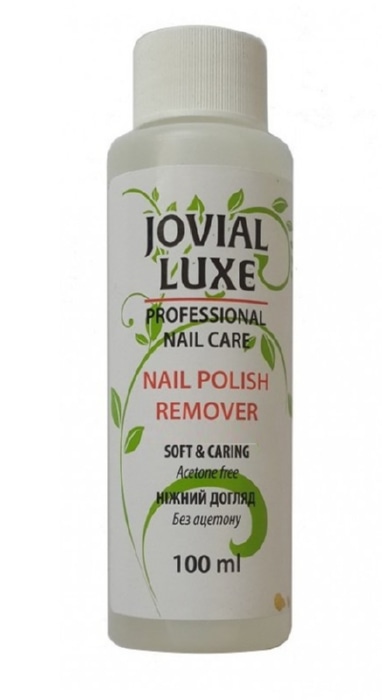 JOVIAL
LUXE
PROFESSIONAL
NAIL CARE
NAIL POLISH
REMOVER
SOFT & CARING
Acetone free
НІЖНИЙ ДОГЛЯД
Без ацетону
100 ml